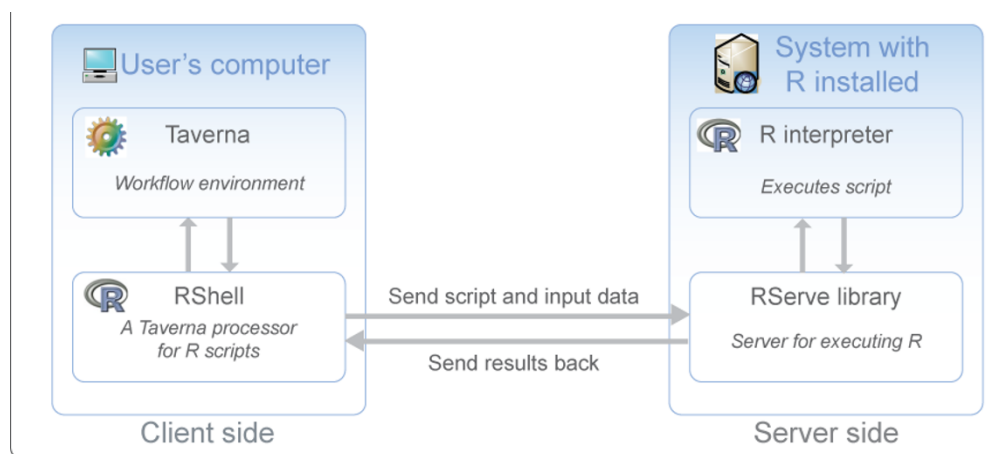 User's computer
Taverna
Workflow environment
RShell
A Taverna processor
for R scripts
Client side
Send script and input data
Send results back
System with
R installed
R interpreter
Executes script
RServe library
Server for executing R
Server side